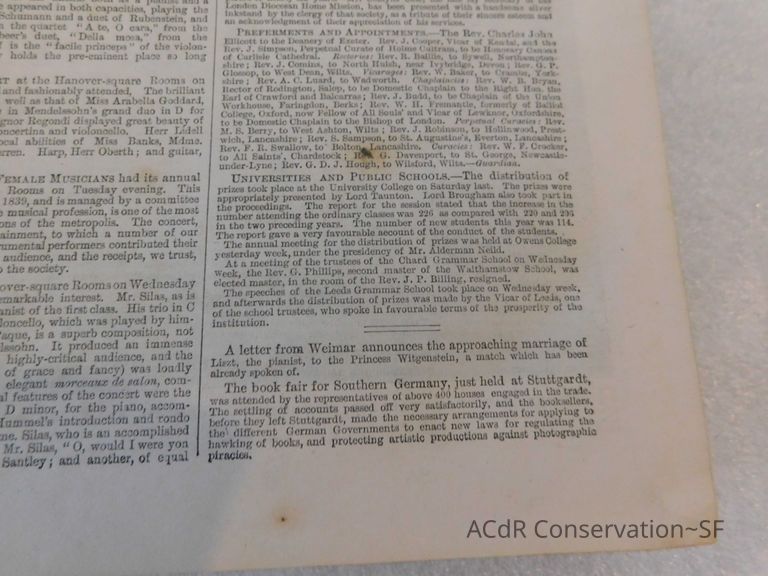 appeared in both capacities, playing the
Schumann and a duet of Rubenstein, and
the quartet "A te, O cara," from the
beer's duet, "Della mosa," from the
is the "facile princeps" of the violon-
holds the pre-eminent place so long
RT at the Hanover-square Rooms on
and fashionably attended. The brilliant
well as that of Miss Arabella Goddard,
in Mendelssohn's grand duo in D for
gnor Regondi displayed great beauty of
oncertina and violoncello. Herr Lidell
ocal abilities of Miss Banks, Mdme.
rren. Harp, Herr Oberth; and guitar,
FEMALE MUSICIANS had its annual
Rooms on Tuesday evening. This
1839, and is managed by a committee
musical profession, is one of the most
ons of the metropolis. The concert,
ainment, to which a number of our
rumental performers contributed their
audience, and the receipts, we trust,
o the society.
over-square Rooms on Wednesday
emarkable interest. Mr. Silas, as is
anist of the first class. His trio in C
loncello, which was played by him-
'asque, is a superb composition, not
lssohn. It produced an immense
highly-critical audience, and the
of grace and fancy) was loudly
elegant morceaux de salon, com-
al features of the concert were the
D minor, for the piano, accom-
Hummel's introduction and rondo
me. Silas, who is an accomplished
Mr. Silas, "O, would I were you
Santley; and another, of equal
London Diocesan Home Mission, has been presented with a handsome silver
inkstand by the clergy of that society, as a tribute of their sincere esteem and
an acknowledgment of their appreciation of his services.
PREFERMENTS AND APPOINTMENTS.—The Rev. Charles John
Ellicott to the Deanery of Exeter. Rev. J. Cooper, Vicar of Kendal, and the
Rev. J. Simpson, Perpetual Curate of Holme Cultram, to be Honorary Canons
of Carlisle Cathedral. Rectories: Rev. R. Baillie, to Sywell, Northampton-
shire; Rev. J. Comins, to North Huish, near Ivybridge, Devon; Rev. G. P.
Glossop, to West Dean, Wilts. Vicarages: Rev. W. Baker, to Crambe, York-
shire; Rev. A. C. Luard, to Wadworth. Chaplaincies: Rev. W. B. Bryan,
Rector of Rodington, Salop, to be Domestic Chaplain to the Right Hon. the
Earl of Crawford and Balcarras; Rev. J. Budd, to be Chaplain of the Union
Workhouse, Faringdon, Berks; Rev. W. H. Fremantle, formerly of Balliol
College, Oxford, now Fellow of All Souls' and Vicar of Lewknor, Oxfordshire,
to be Domestic Chaplain to the Bishop of London. Perpetual Curacies: Rev.
M. S. Berry, to West Ashton, Wilts; Rev. J. Robinson, to Hollinwood, Prest-
wich, Lancashire; Rev. S. Sampson, to St. Augustine's, Everton, Lancashire;
Rev. F. R. Swallow, to Bolton, Lancashire. Curacies: Rev. W. F. Crocker,
to All Saints', Chardstock; Rev. G. Davenport, to St. George, Newcastle-
under-Lyne; Rev. G. D. J. Hough, to Wilsford, Wilts.—Guardian.
UNIVERSITIES AND PUBLIC SCHOOLS.—The distribution of
prizes took place at the University College on Saturday last. The prizes were
appropriately presented by Lord Taunton. Lord Brougham also took part in
the proceedings. The report for the session stated that the increase in the
number attending the ordinary classes was 226 as compared with 220 and 203
in the two preceding years. The number of new students this year was 114.
The report gave a very favourable account of the conduct of the students.
The annual meeting for the distribution of prizes was held at Owens College
yesterday week, under the presidency of Mr. Alderman Neild.
At a meeting of the trustees of the Chard Grammar School on Wednesday
week, the Rev. G. Phillips, second master of the Walthamstow School, was
elected master, in the room of the Rev. J. P. Billing, resigned.
The speeches of the Leeds Grammar School took place on Wednesday week,
and afterwards the distribution of prizes was made by the Vicar of Leeds, one
of the school trustees, who spoke in favourable terms of the prosperity of the
institution.
A letter from Weimar announces the approaching marriage of
Liszt, the pianist, to the Princess Witgenstein, a match which has been
already spoken of.
The book fair for Southern Germany, just held at Stuttgardt,
was attended by the representatives of above 400 houses engaged in the trade.
The settling of accounts passed off very satisfactorily, and the booksellers,
before they left Stuttgardt, made the necessary arrangements for applying to
the different German Governments to enact new laws for regulating the
hawking of books, and protecting artistic productions against photographic
piracies.
ACdR Conservation~SF